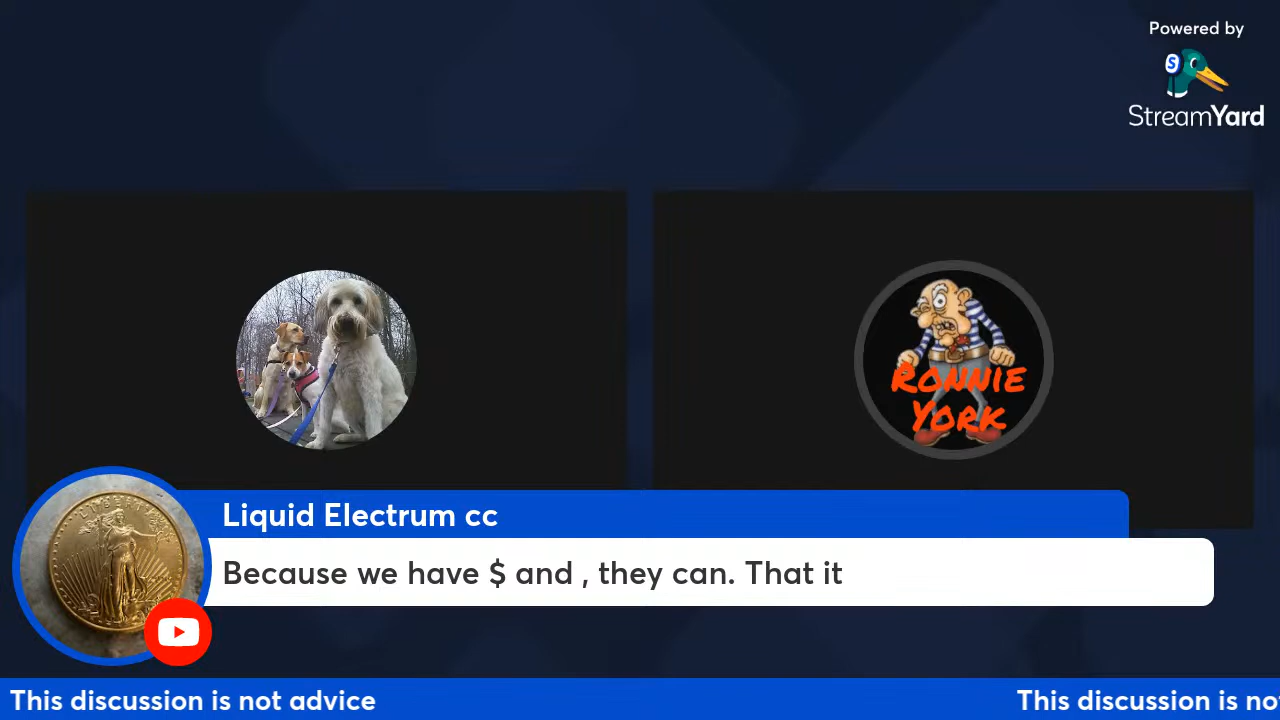 Powered by
StreamYard
RONNIE
YORK
Liquid Electrum cc
Because we have $ and , they can. That it
This discussion is not advice
This discussion is no